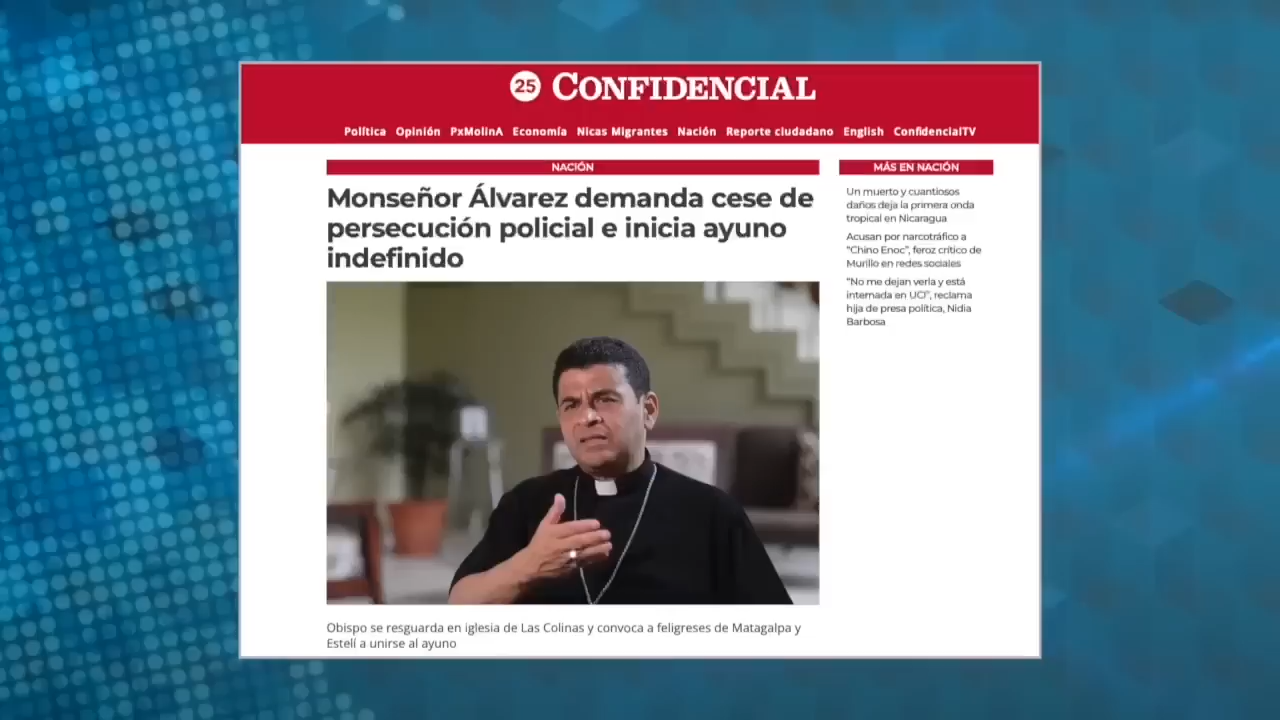 25 CONFIDENCIAL
Política Opinión PxMolinA Economía Nicas Migrantes Nación Reporte ciudadano English ConfidencialTV
NACIÓN
Monseñor Álvarez demanda cese de
persecución policial e inicia ayuno
indefinido
Obispo se resguarda en iglesia de Las Colinas y convoca a feligreses de Matagalpa y
Estelí a unirse al ayuno
MÁS EN NACIÓN
Un muerto y cuantiosos
daños deja la primera onda
tropical en Nicaragua
Acusan por narcotráfico a
"Chino Enoc", feroz crítico de
Murillo en redes sociales
"No me dejan verla y está
internada en UCI", reclama
hija de presa política, Nidia
Barbosa